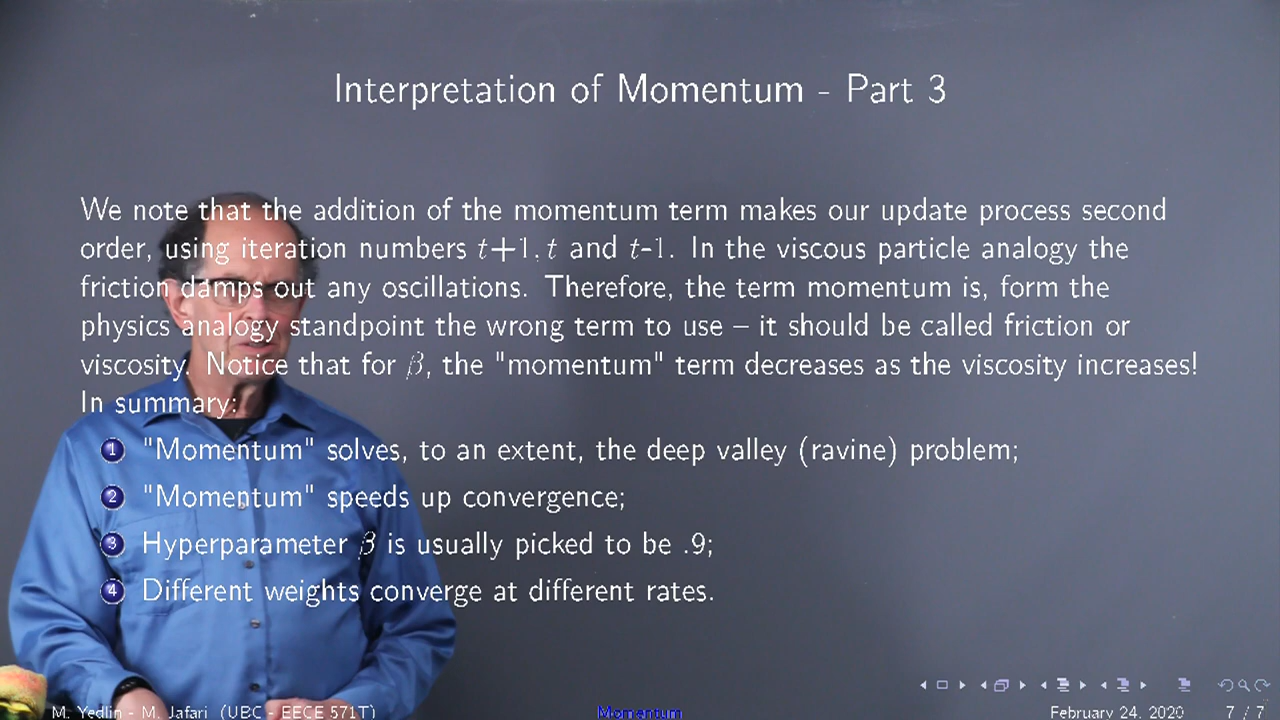 Interpretation of Momentum - Part 3
We note that the addition of the momentum term makes our update process second
order, using iteration numbers t+1, t and t-1. In the viscous particle analogy the
friction damps out any oscillations. Therefore, the term momentum is, form the
physics analogy standpoint the wrong term to use – it should be called friction or
viscosity. Notice that for β, the "momentum" term decreases as the viscosity increases!
In summary:
1 "Momentum" solves, to an extent, the deep valley (ravine) problem;
2 "Momentum" speeds up convergence;
3 Hyperparameter β is usually picked to be .9;
4 Different weights converge at different rates.
M. Yedlin - M. Jafari (UBC - EECE 571T) Momentum February 24, 2020 7 / 7